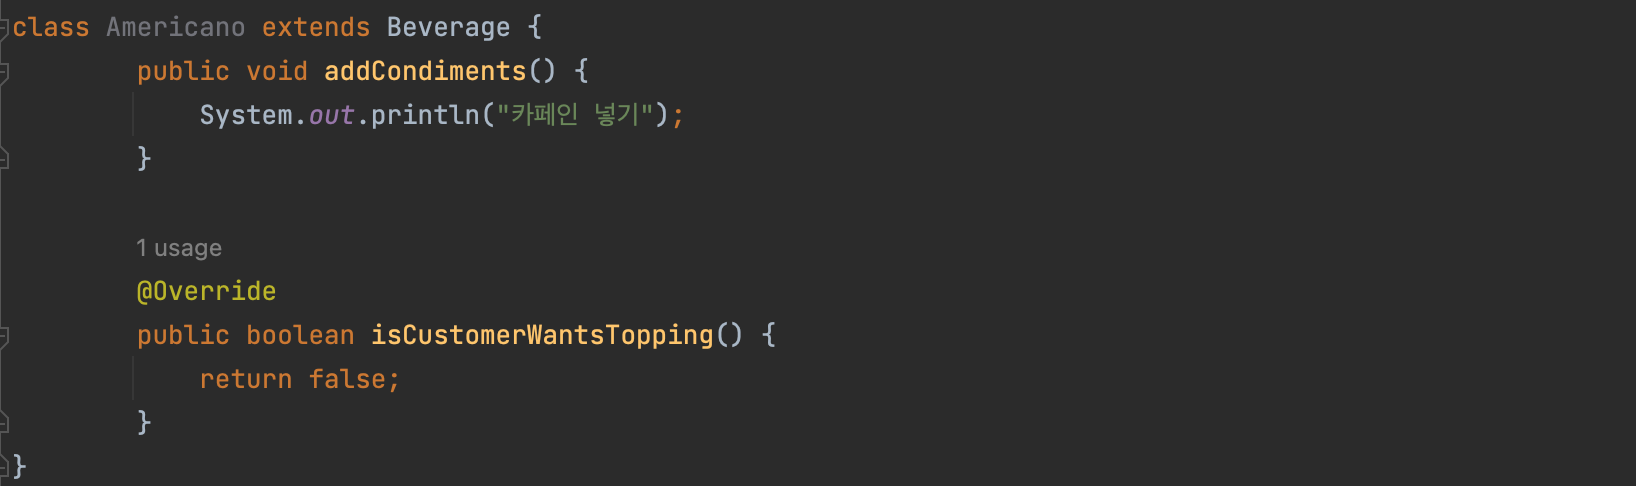 class Americano extends Beverage {
public void addCondiments() {
System.out.println("카페인 넣기");
}
1 usage
@Override
public boolean isCustomerWantsTopping() {
return false;
}
}